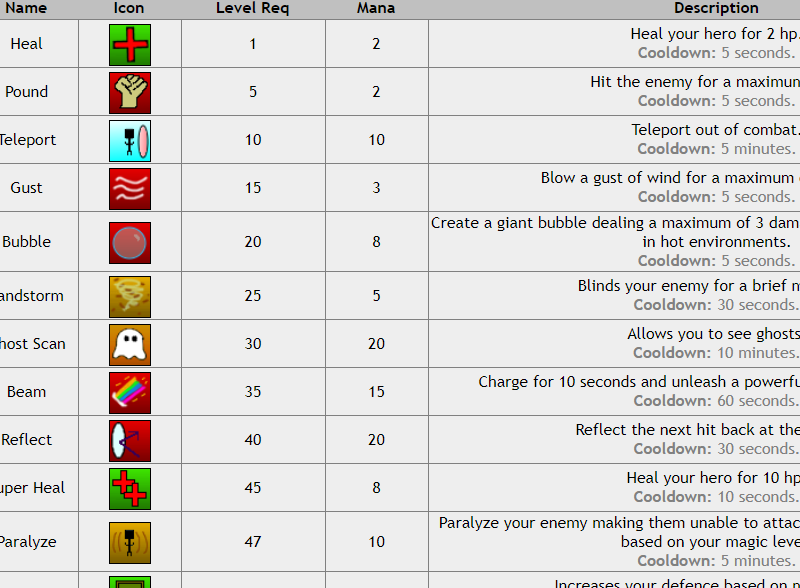 Name Icon Level Req Mana Description
Heal 1 2 Heal your hero for 2 hp.
Cooldown: 5 seconds.
Pound 5 2 Hit the enemy for a maximum
Cooldown: 5 seconds.
Teleport 10 10 Teleport out of combat.
Cooldown: 5 minutes.
Gust 15 3 Blow a gust of wind for a maximum
Cooldown: 5 seconds.
Bubble 20 8 Create a giant bubble dealing a maximum of 3 dam
in hot environments.
Cooldown: 5 seconds.
andstorm 25 5 Blinds your enemy for a brief
Cooldown: 30 seconds.
host Scan 30 20 Allows you to see ghosts
Cooldown: 10 minutes.
Beam 35 15 Charge for 10 seconds and unleash a powerfu
Cooldown: 60 seconds.
Reflect 40 20 Reflect the next hit back at the
Cooldown: 30 seconds.
uper Heal 45 8 Heal your hero for 10 hp
Cooldown: 10 seconds.
Paralyze 47 10 Paralyze your enemy making them unable to attac
based on your magic leve
Cooldown: 5 minutes.
Increases your defence based on